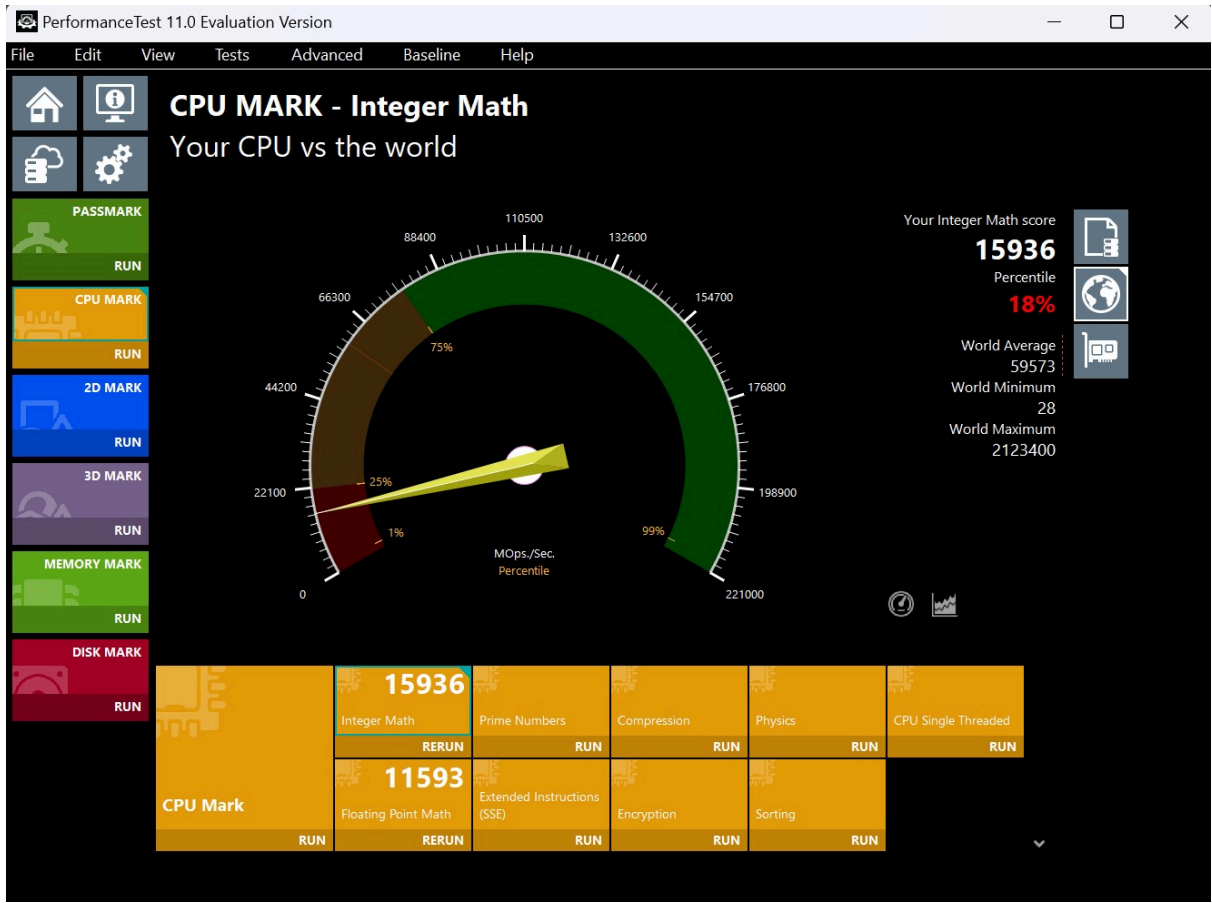 PerformanceTest 11.0 Evaluation Version
File Edit View Tests Advanced Baseline Help
CPU MARK - Integer Math
Your CPU vs the world
PASSMARK
RUN
CPU MARK
RUN
2D MARK
RUN
3D MARK
RUN
MEMORY MARK
RUN
DISK MARK
RUN
0
22100
44200
66300
88400
110500
132600
154700
176800
198900
221000
1%
25%
75%
99%
MOps./Sec.
Percentile
Your Integer Math score
15936
Percentile
18%
World Average
59573
World Minimum
28
World Maximum
2123400
CPU Mark
RUN
15936
Integer Math
RERUN
Prime Numbers
RUN
Compression
RUN
Physics
RUN
CPU Single Threaded
RUN
11593
Floating Point Math
RERUN
Extended Instructions
(SSE)
RUN
Encryption
RUN
Sorting
RUN